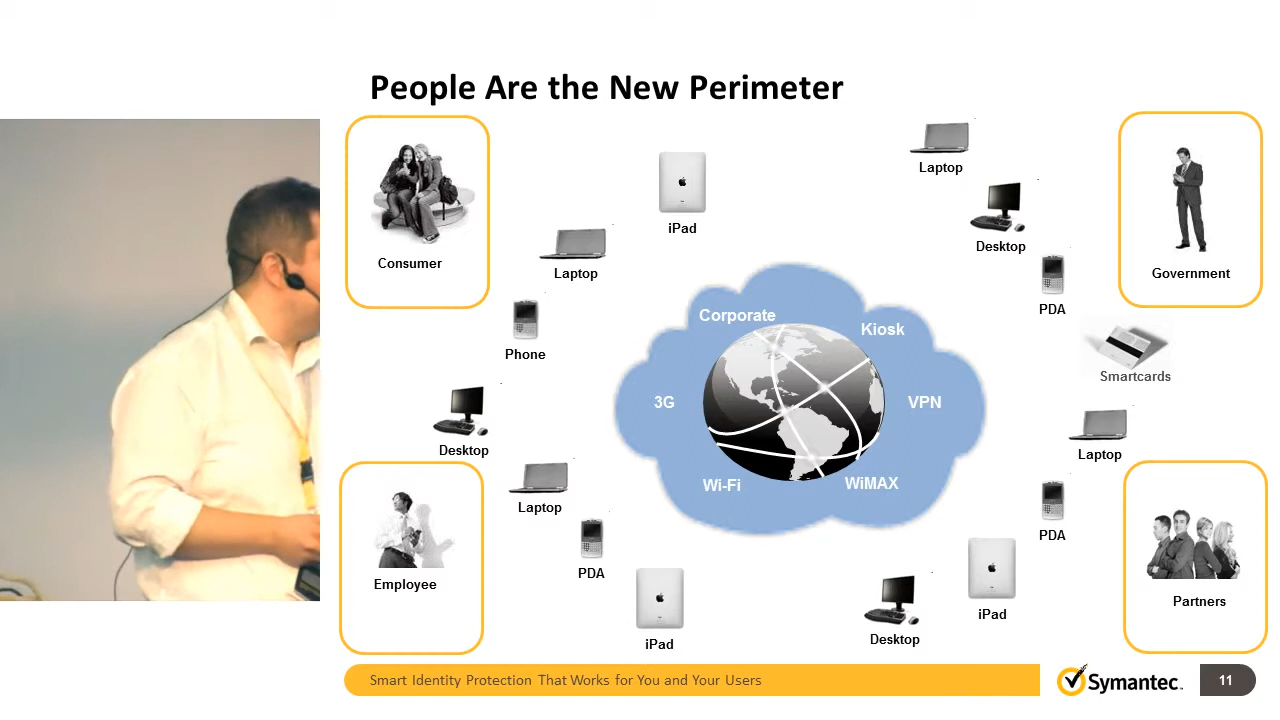 People Are the New Perimeter
Consumer
iPad
Laptop
Government
Laptop
Desktop
Phone
PDA
Corporate
Kiosk
Smartcards
3G
VPN
Desktop
Laptop
Wi-Fi
WiMAX
Laptop
PDA
Employee
PDA
Partners
iPad
iPad
Desktop
Smart Identity Protection That Works for You and Your Users
Symantec.
11